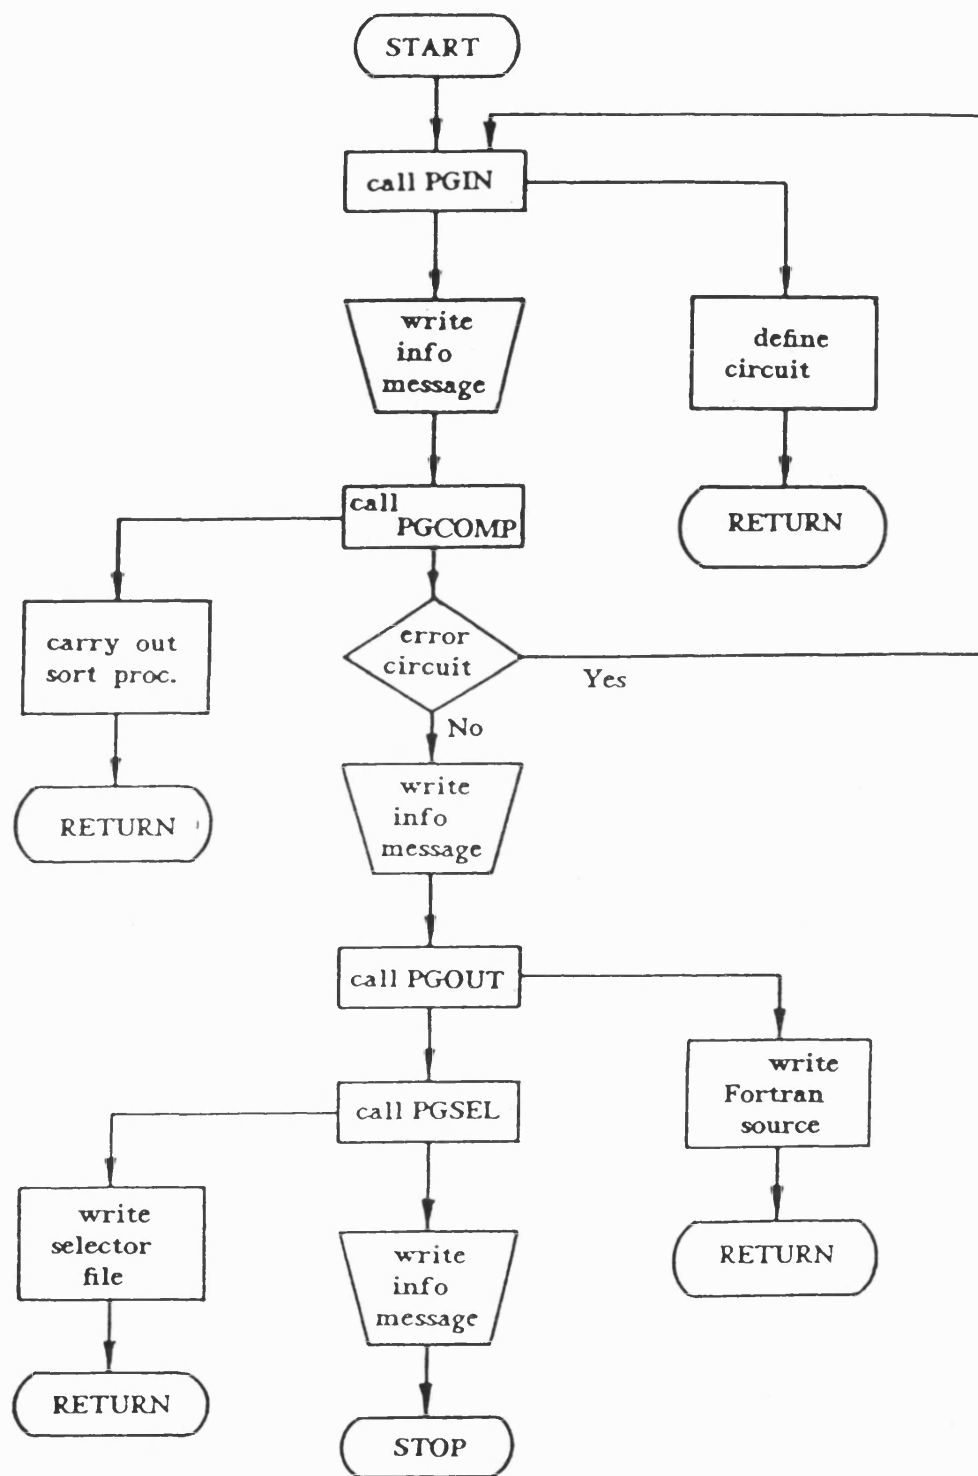 START
call PGIN
write
info
message
define
circuit
call
PGCOMP
RETURN
carry out
sort proc.
error
circuit
Yes
No
RETURN
write
info
message
call PGOUT
write
Fortran
source
call PGSEL
write
selector
file
write
info
message
RETURN
RETURN
STOP